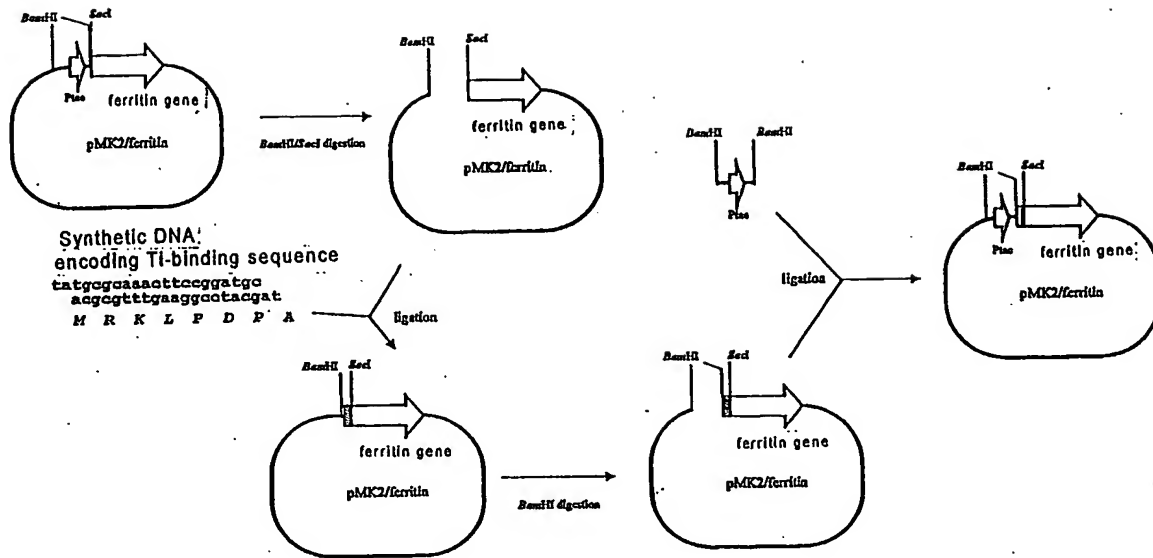 BamHI
SacI
Ptac
ferritin gene
pMK2/ferritin
BamHI/SacI digestion
BamHI
SacI
ferritin gene
pMK2/ferritin
Synthetic DNA
encoding Ti-binding sequence
tatgcgcaaacttccggatgc
acgcgtttgaaggcctacgat
M R K L P D P A
ligation
BamHI
SacI
ferritin gene
pMK2/ferritin
BamHI digestion
BamHI
SacI
ferritin gene
pMK2/ferritin
BamHI
BamHI
Ptac
ligation
BamHI
SacI
Ptac
ferritin gene
pMK2/ferritin